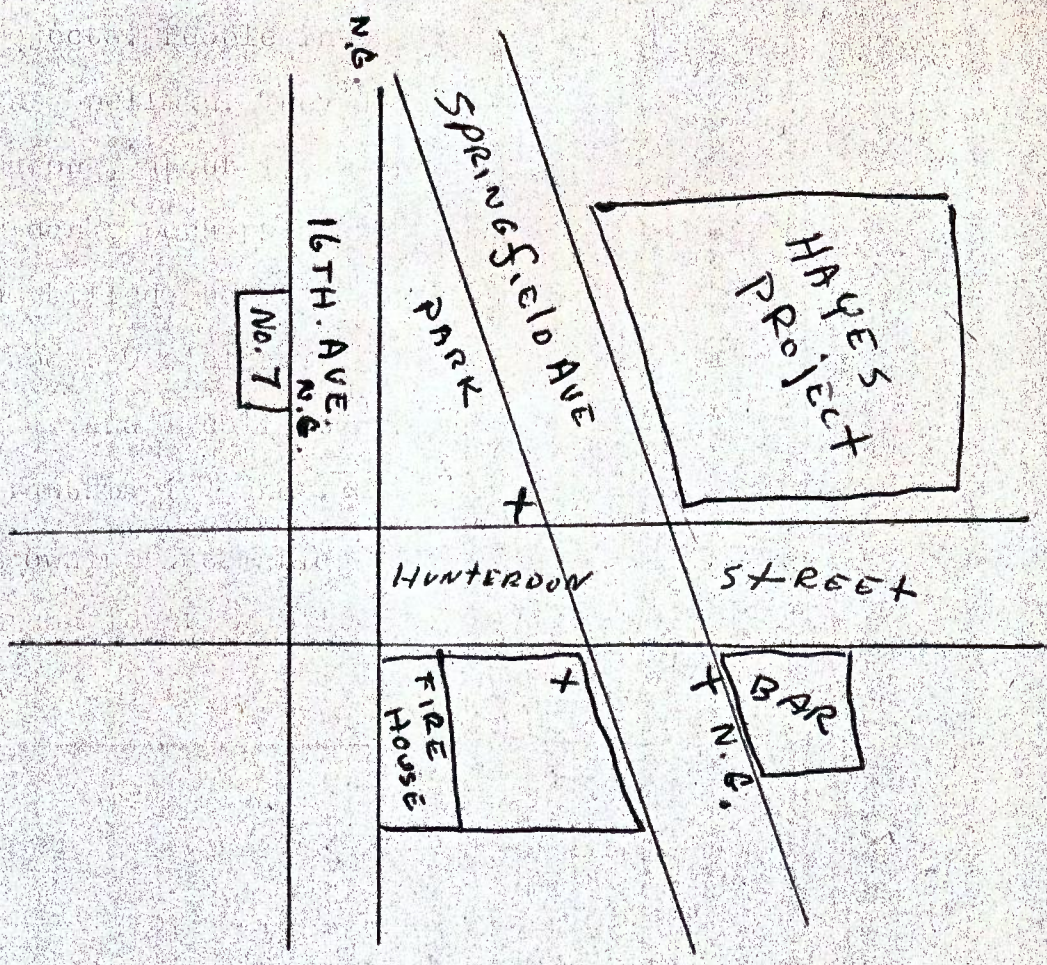 N.G.
SPRINGFIELD AVE
HAYES
PROJECT
16TH. AVE.
N.G.
PARK
No. 7
HUNTERDON STREET
FIRE
HOUSE
BAR
N.G.